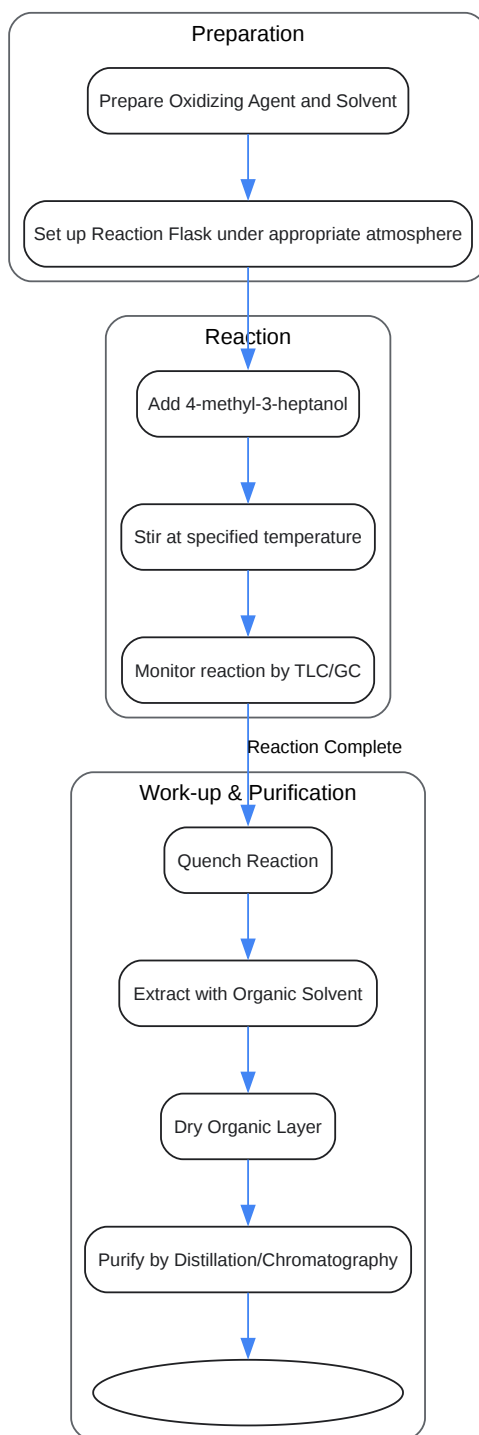 Preparation
Prepare Oxidizing Agent and Solvent
Set up Reaction Flask under appropriate atmosphere
Reaction
Add 4-methyl-3-heptanol
Stir at specified temperature
Monitor reaction by TLC/GC
Reaction Complete
Work-up & Purification
Quench Reaction
Extract with Organic Solvent
Dry Organic Layer
Purify by Distillation/Chromatography